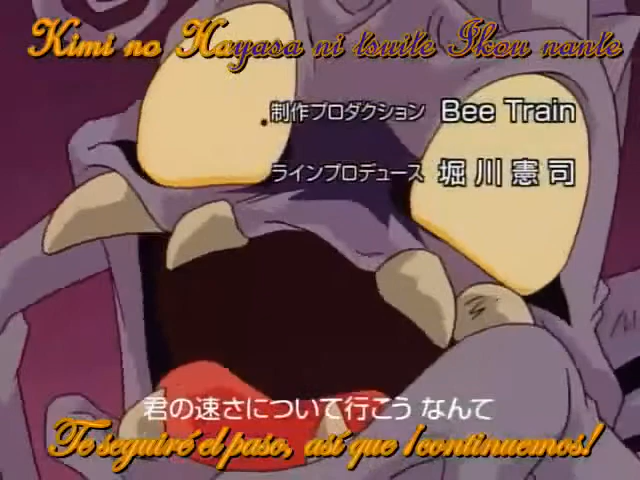 Kimi no Hayasa ni tsuite Ikou nante
制作プロダクション Bee Train
ラインプロデュース 堀川憲司
君の速さについて行こう なんて
Te seguiré el paso, así que ¡continuemos!